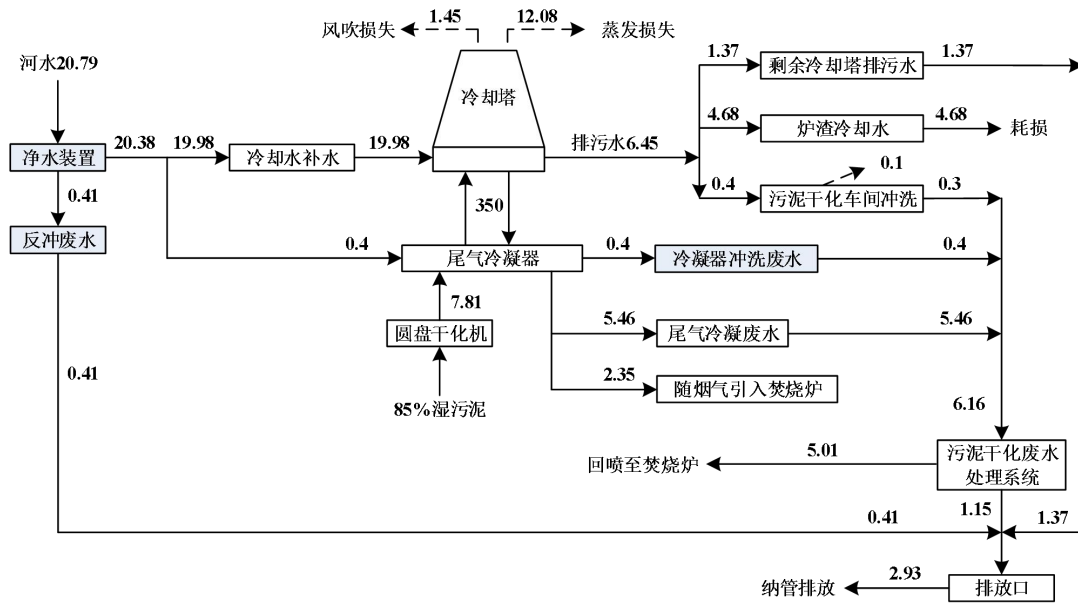 风吹损失
1.45
12.08
蒸发损失
河水20.79
冷却塔
1.37
剩余冷却塔排污水
1.37
4.68
炉渣冷却水
4.68
耗损
净水装置
20.38
19.98
冷却水补水
19.98
排污水6.45
0.1
0.41
0.4
污泥干化车间冲洗
0.3
反冲废水
350
0.4
尾气冷凝器
0.4
冷凝器冲洗废水
0.4
7.81
圆盘干化机
5.46
尾气冷凝废水
5.46
0.41
2.35
随烟气引入焚烧炉
85%湿污泥
6.16
回喷至焚烧炉
5.01
污泥干化废水
处理系统
0.41
1.15
1.37
纳管排放
2.93
排放口